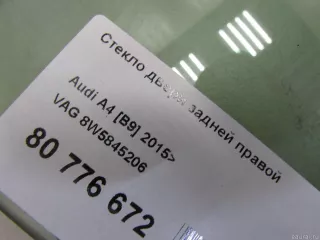 Стекло двери задней правой
Audi A4 [B9] 2015>
VAG 8W5845206
80 776 672